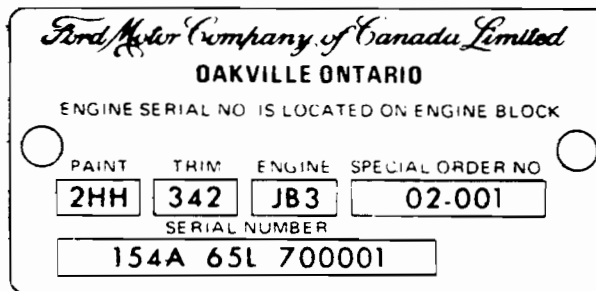 Ford Motor Company, of Canada Limited
OAKVILLE ONTARIO
ENGINE SERIAL NO IS LOCATED ON ENGINE BLOCK
PAINT TRIM ENGINE SPECIAL ORDER NO
2HH 342 JB3 02-001
SERIAL NUMBER
154A 65L 700001